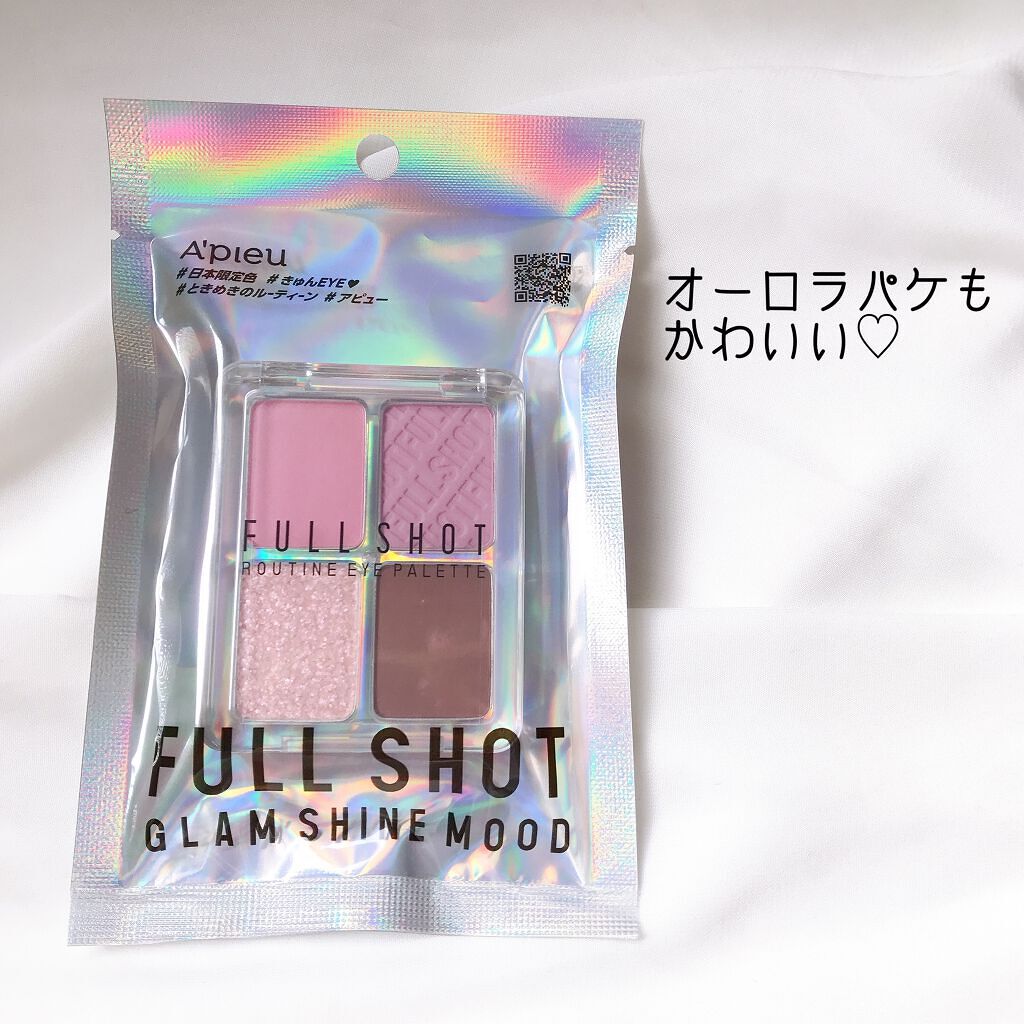 A'PIEU
#日本限定色 #きゅんEYE♥
#ときめきのルーティーン #アピュー
オーロラパケも
かわいい♡
FULL SHOT
FULL SHOT
ROUTINE EYE PALETTE
FULL SHOT
GLAM SHINE MOOD